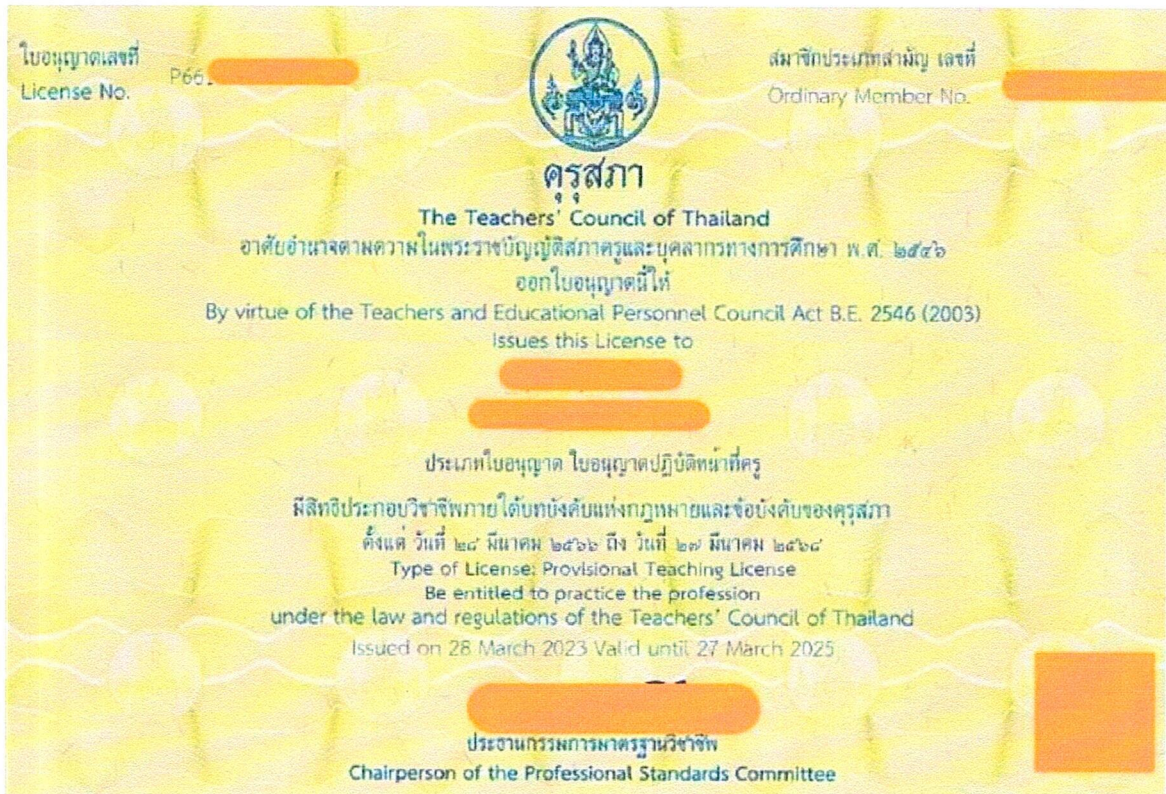 ใบอนุญาตเลขที่
License No.
P661
สมาชิกประเภทสามัญ เลขที่
Ordinary Member No.
คุรุสภา
The Teachers' Council of Thailand
อาศัยอำนาจตามความในพระราชบัญญัติสภาครูและบุคลากรทางการศึกษา พ.ศ. ๒๕๔๖
ออกใบอนุญาตนี้ให้
By virtue of the Teachers and Educational Personnel Council Act B.E. 2546 (2003)
Issues this License to
ประเภทใบอนุญาต ใบอนุญาตปฏิบัติหน้าที่ครู
มีสิทธิประกอบวิชาชีพภายใต้บทบังคับแห่งกฎหมายและข้อบังคับของคุรุสภา
ตั้งแต่ วันที่ ๒๘ มีนาคม ๒๕๖๖ ถึง วันที่ ๒๗ มีนาคม ๒๕๖๘
Type of License: Provisional Teaching License
Be entitled to practice the profession
under the law and regulations of the Teachers' Council of Thailand
Issued on 28 March 2023 Valid until 27 March 2025
ประธานกรรมการมาตรฐานวิชาชีพ
Chairperson of the Professional Standards Committee